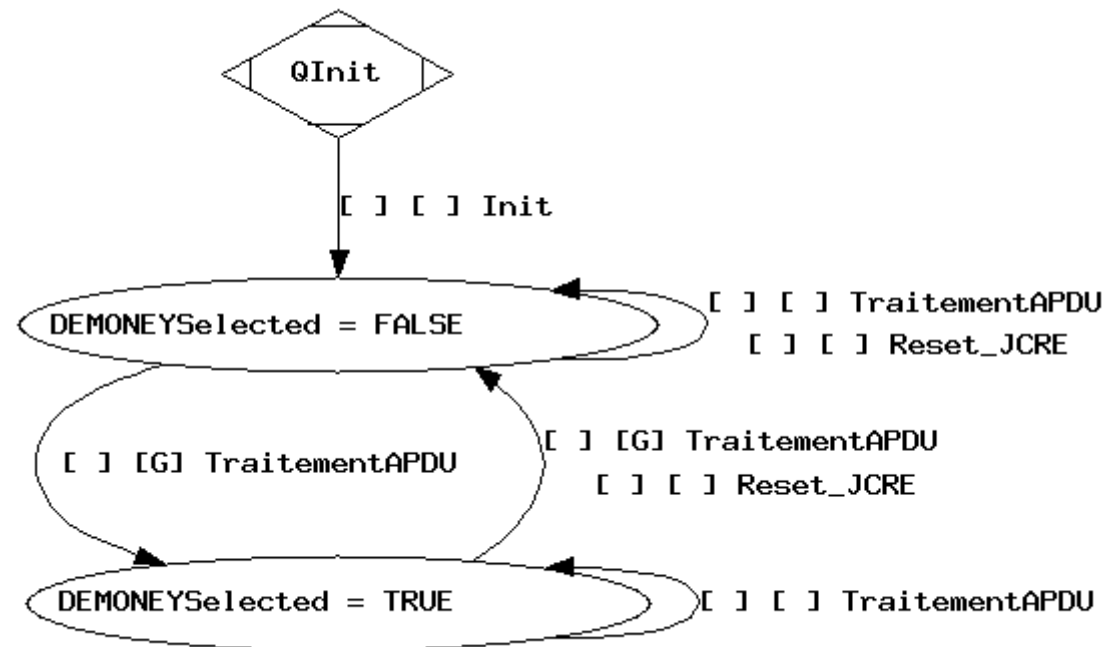 QInit
[ ] [ ] Init
DEMONEYSelected = FALSE
[ ] [ ] TraitementAPDU
[ ] [ ] Reset_JCRE
[ ] [G] TraitementAPDU
[ ] [G] TraitementAPDU
[ ] [ ] Reset_JCRE
DEMONEYSelected = TRUE
[ ] [ ] TraitementAPDU